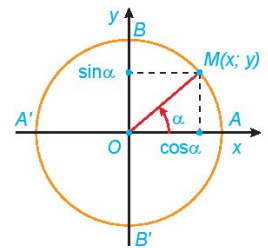 y
B
sinα
M(x; y)
A'
α
A
O
cosα
x
B'